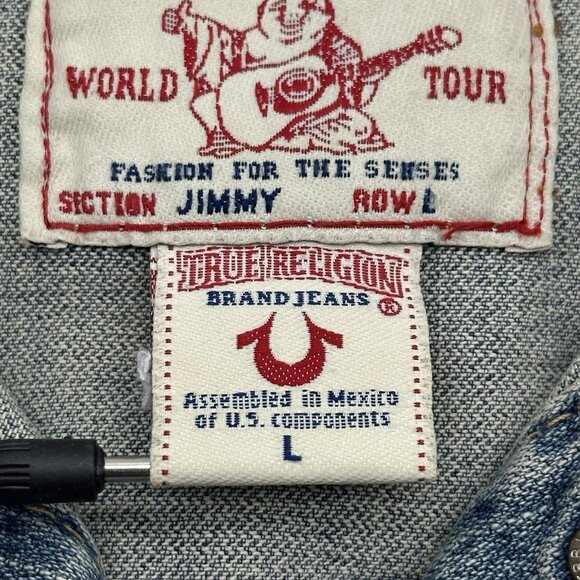 WORLD TOUR
FASHION FOR THE SENSES
SECTION JIMMY ROW L
TRUE RELIGION
BRAND JEANS ®
Assembled in Mexico
of U.S. components
L